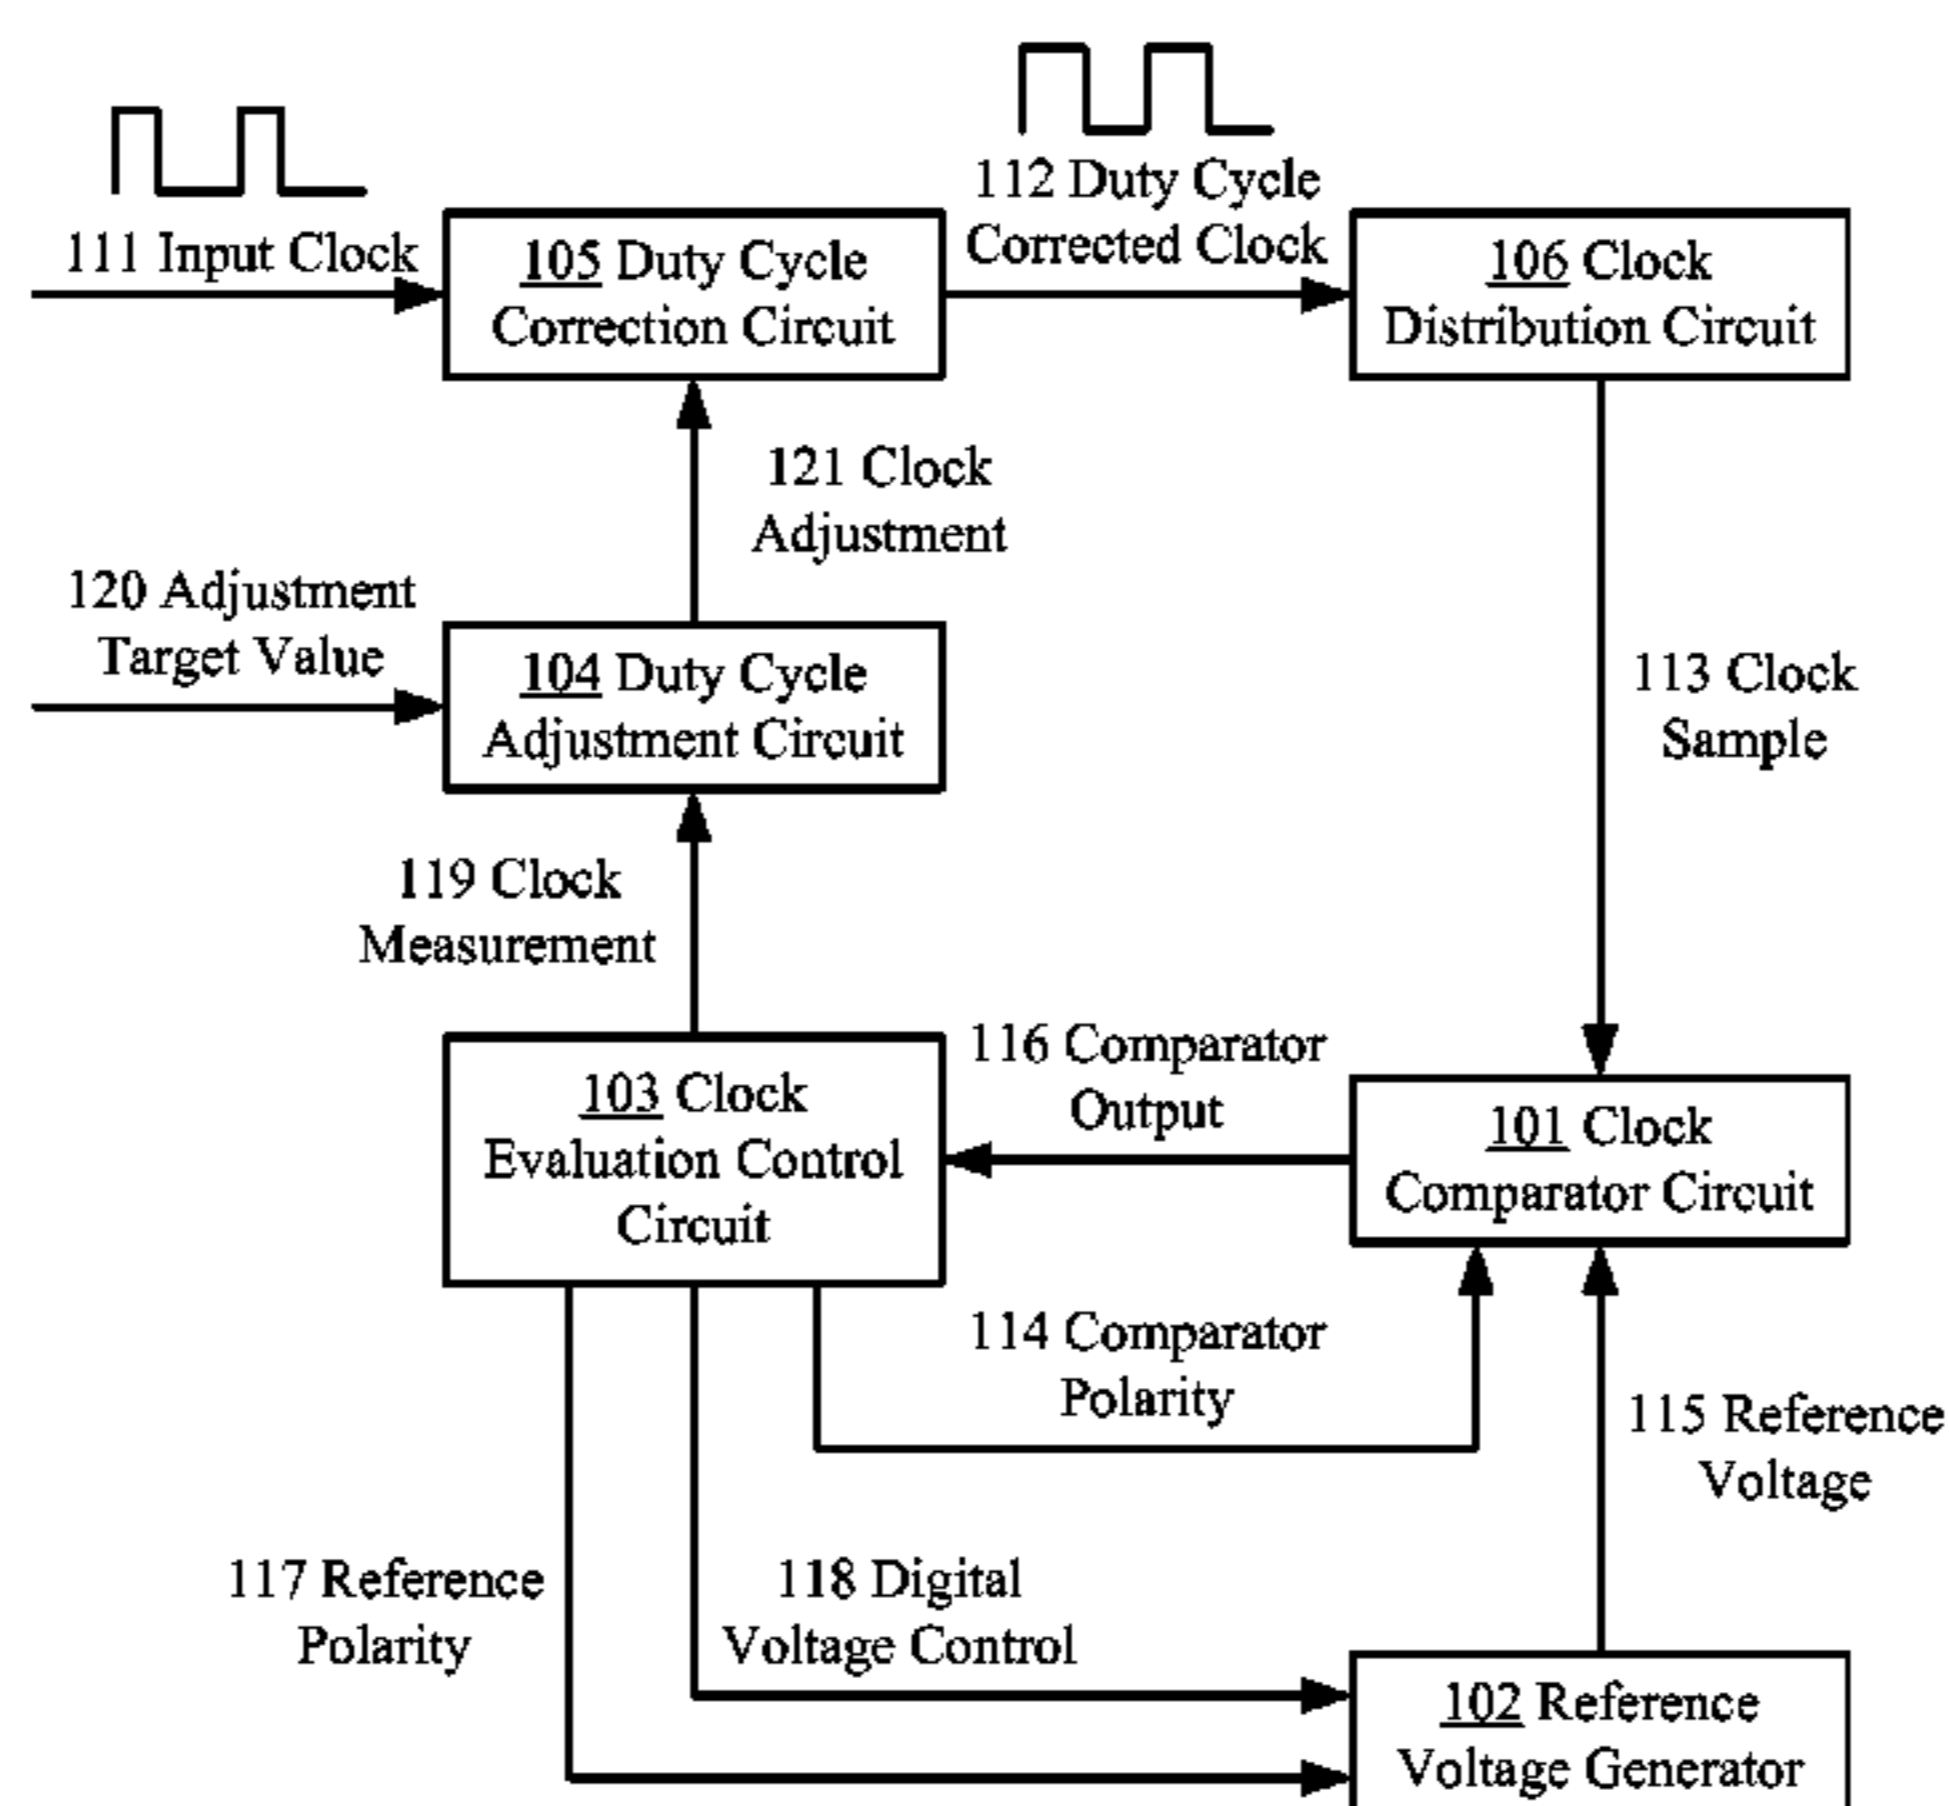 111 Input Clock
105 Duty Cycle
Correction Circuit
112 Duty Cycle
Corrected Clock
106 Clock
Distribution Circuit
121 Clock
Adjustment
120 Adjustment
Target Value
104 Duty Cycle
Adjustment Circuit
113 Clock
Sample
119 Clock
Measurement
103 Clock
Evaluation Control
Circuit
116 Comparator
Output
101 Clock
Comparator Circuit
114 Comparator
Polarity
115 Reference
Voltage
117 Reference
Polarity
118 Digital
Voltage Control
102 Reference
Voltage Generator